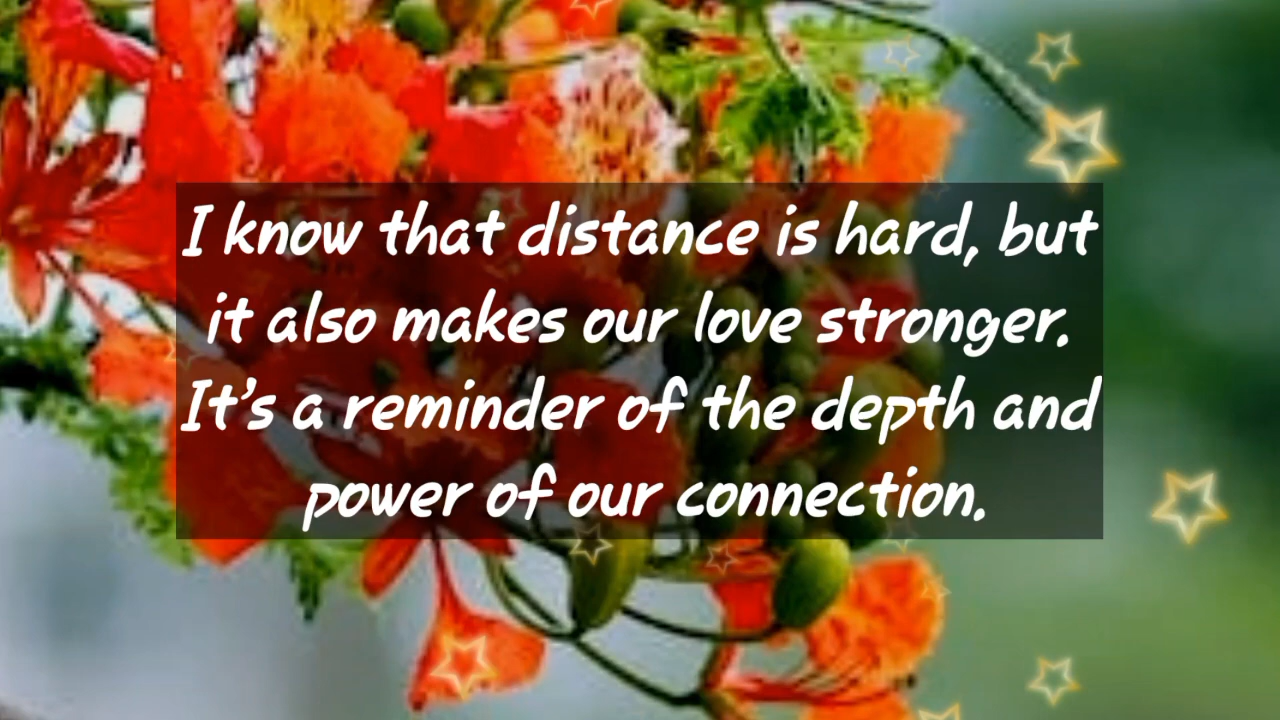 I know that distance is hard, but
it also makes our love stronger.
It's a reminder of the depth and
power of our connection.